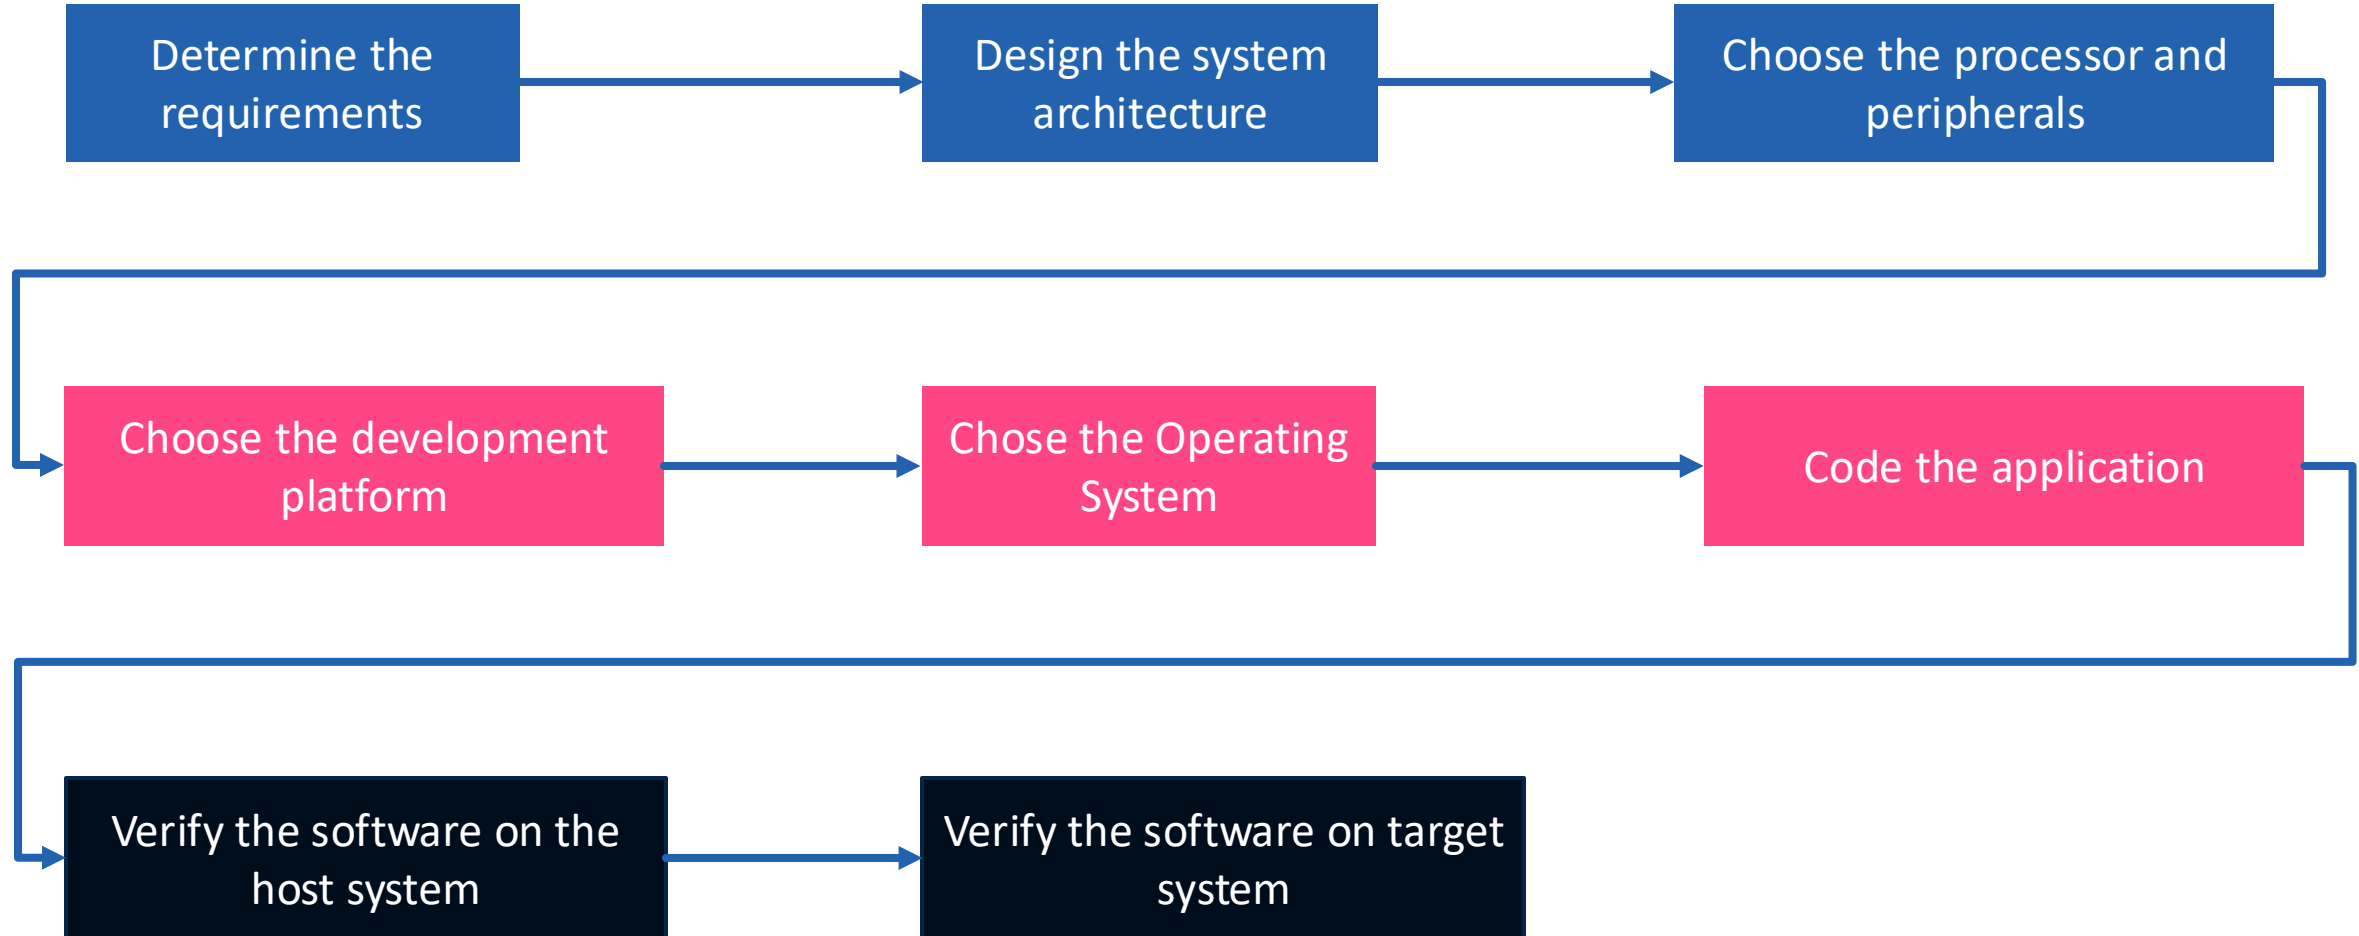 Determine the
requirements
Design the system
architecture
Choose the processor and
peripherals
Choose the development
platform
Chose the Operating
System
Code the application
Verify the software on the
host system
Verify the software on target
system